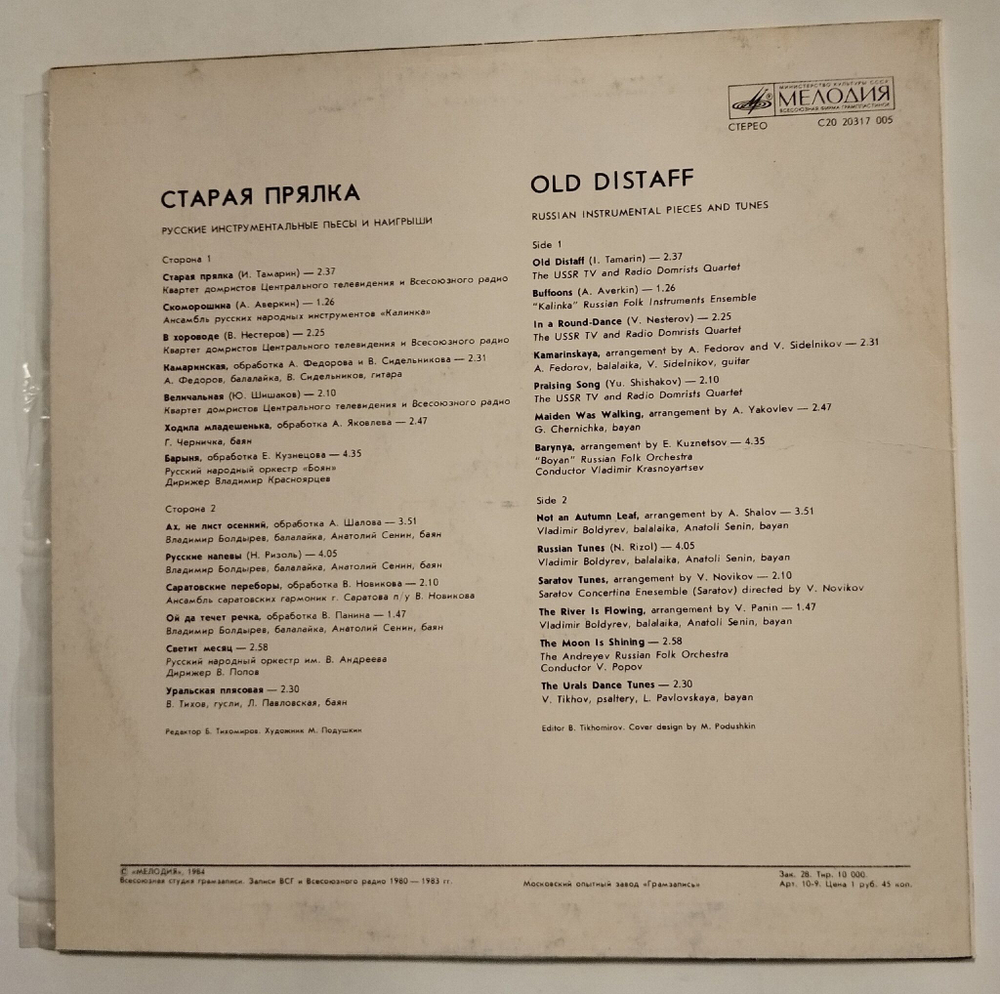 МИНИСТЕРСТВО КУЛЬТУРЫ СССР
МЕЛОДИЯ
ВСЕСОЮЗНАЯ ФИРМА ГРАМПЛАСТИНОК
СТЕРЕО
С20 20317 005
СТАРАЯ ПРЯЛКА
РУССКИЕ ИНСТРУМЕНТАЛЬНЫЕ ПЬЕСЫ И НАИГРЫШИ
Сторона 1
Старая прялка (И. Тамарин) — 2.37
Квартет домристов Центрального телевидения и Всесоюзного радио
Скоморошина (А. Аверкин) — 1.26
Ансамбль русских народных инструментов «Калинка»
В хороводе (В. Нестеров) — 2.25
Квартет домристов Центрального телевидения и Всесоюзного радио
Камаринская, обработка А. Федорова и В. Сидельникова — 2.31
А. Федоров, балалайка, В. Сидельников, гитара
Величальная (Ю. Шишаков) — 2.10
Квартет домристов Центрального телевидения и Всесоюзного радио
Ходила младешенька, обработка А. Яковлева — 2.47
Г. Черничка, баян
Барыня, обработка Е. Кузнецова — 4.35
Русский народный оркестр «Боян»
Дирижер Владимир Красноярцев
Сторона 2
Ах, не лист осенний, обработка А. Шалова — 3.51
Владимир Болдырев, балалайка, Анатолий Сенин, баян
Русские напевы (Н. Ризоль) — 4.05
Владимир Болдырев, балалайка, Анатолий Сенин, баян
Саратовские переборы, обработка В. Новикова — 2.10
Ансамбль саратовских гармоник г. Саратова п/у В. Новикова
Ой да течет речка, обработка В. Панина — 1.47
Владимир Болдырев, балалайка, Анатолий Сенин, баян
Светит месяц — 2.58
Русский народный оркестр им. В. Андреева
Дирижер В. Попов
Уральская плясовая — 2.30
В. Тихов, гусли, Л. Павловская, баян
Редактор Б. Тихомиров. Художник М. Подушкин
OLD DISTAFF
RUSSIAN INSTRUMENTAL PIECES AND TUNES
Side 1
Old Distaff (I. Tamarin) — 2.37
The USSR TV and Radio Domrists Quartet
Buffoons (A. Averkin) — 1.26
"Kalinka" Russian Folk Instruments Ensemble
In a Round-Dance (V. Nesterov) — 2.25
The USSR TV and Radio Domrists Quartet
Kamarinskaya, arrangement by A. Fedorov and V. Sidelnikov — 2.31
A. Fedorov, balalaika, V. Sidelnikov, guitar
Praising Song (Yu. Shishakov) — 2.10
The USSR TV and Radio Domrists Quartet
Maiden Was Walking, arrangement by A. Yakovlev — 2.47
G. Chernichka, bayan
Barynya, arrangement by E. Kuznetsov — 4.35
"Boyan" Russian Folk Orchestra
Conductor Vladimir Krasnoyartsev
Side 2
Not an Autumn Leaf, arrangement by A. Shalov — 3.51
Vladimir Boldyrev, balalaika, Anatoli Senin, bayan
Russian Tunes (N. Rizol) — 4.05
Vladimir Boldyrev, balalaika, Anatoli Senin, bayan
Saratov Tunes, arrangement by V. Novikov — 2.10
Saratov Concertina Enesemble (Saratov) directed by V. Novikov
The River Is Flowing, arrangement by V. Panin — 1.47
Vladimir Boldyrev, balalaika, Anatoli Senin, bayan
The Moon Is Shining — 2.58
The Andreyev Russian Folk Orchestra
Conductor V. Popov
The Urals Dance Tunes — 2.30
V. Tikhov, psaltery, L. Pavlovskaya, bayan
Editor B. Tikhomirov. Cover design by M. Podushkin
© «МЕЛОДИЯ», 1984
Всесоюзная студия грамзаписи. Записи ВСГ и Всесоюзного радио 1980 — 1983 гг.
Московский опытный завод «Грамзапись»
Зак. 28. Тир. 10 000.
Арт. 10-9. Цена 1 руб. 45 коп.